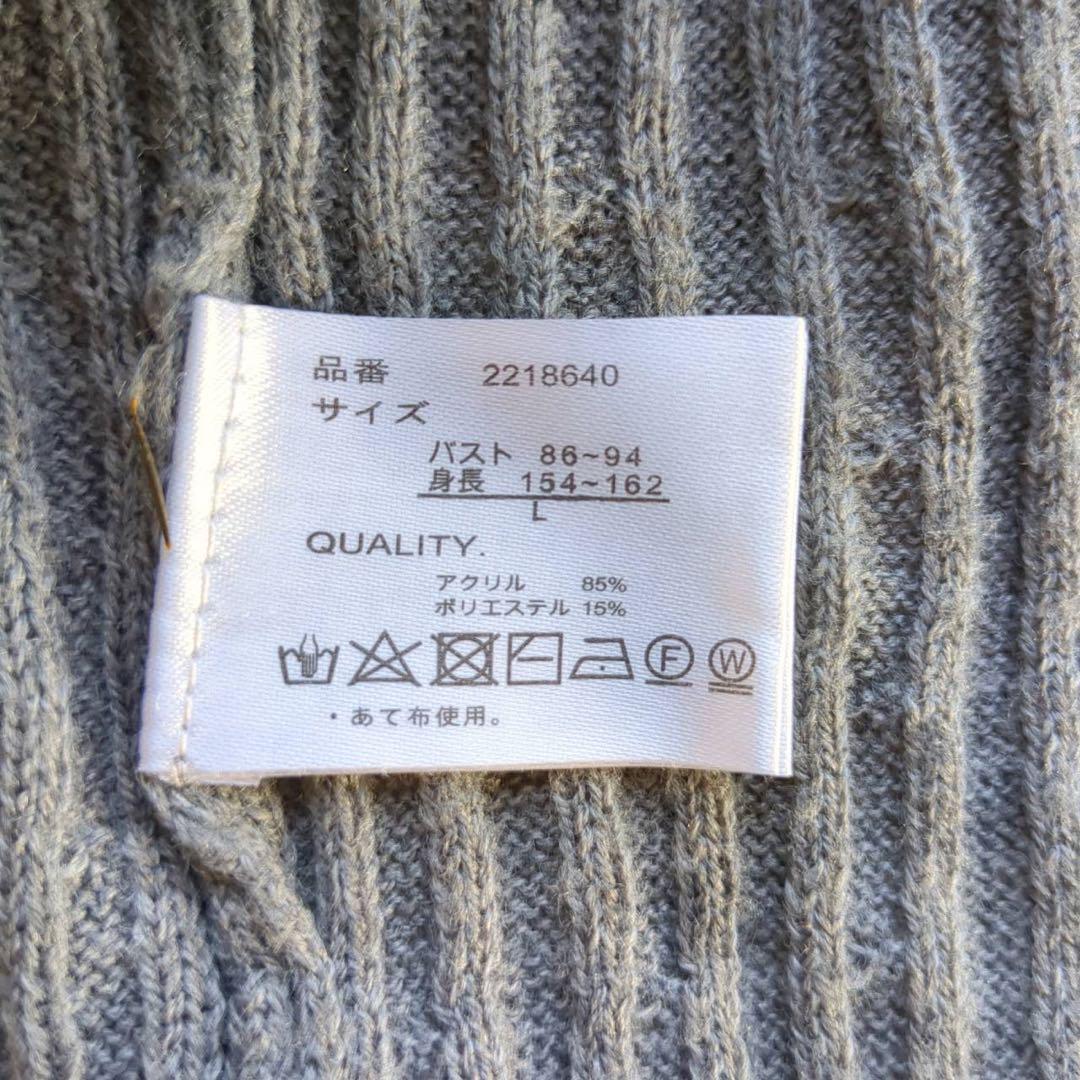 品番 2218640
サイズ
バスト 86~94
身長 154~162
L
QUALITY.
アクリル 85%
ポリエステル 15%
F W
・あて布使用。